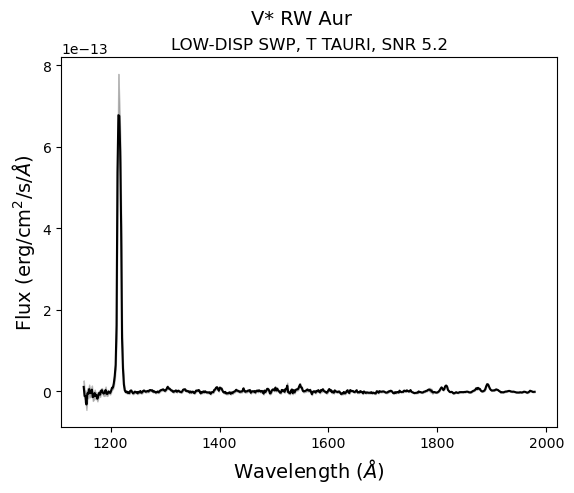 V* RW Aur
LOW-DISP SWP, T TAURI, SNR 5.2
1e−13
8
6
4
2
0
Flux (erg/cm²/s/Å)
1200 1400 1600 1800 2000
Wavelength (Å)